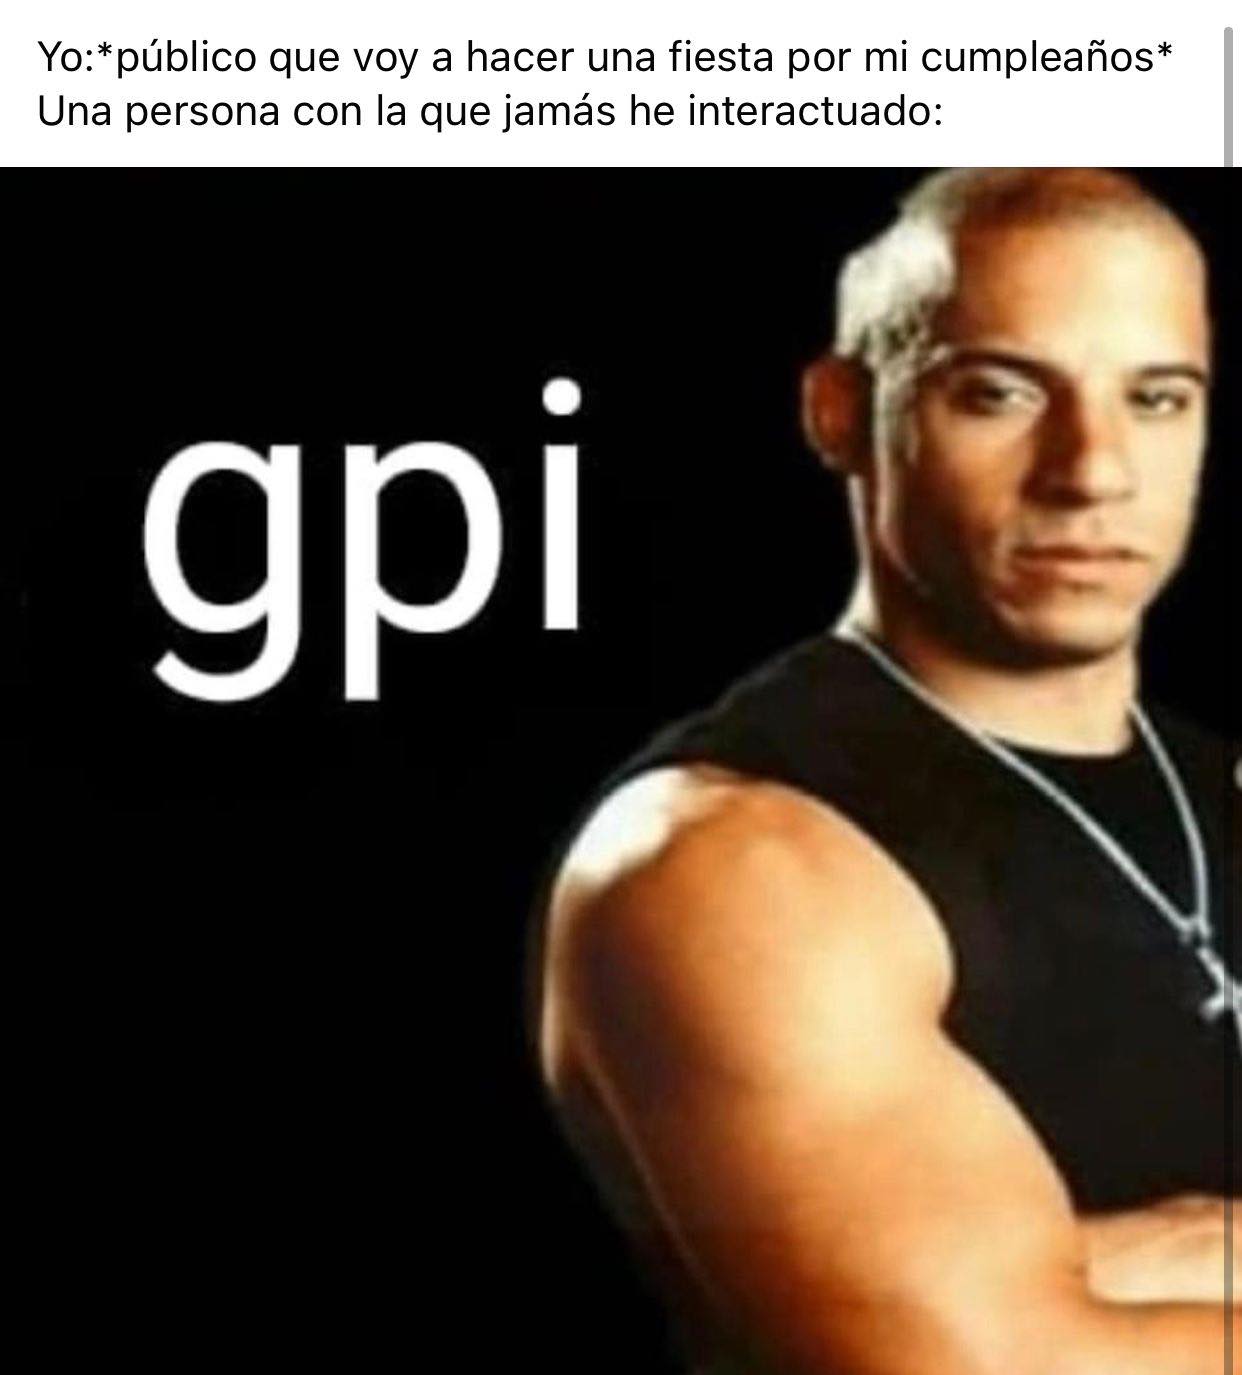 Yo:*público que voy a hacer una fiesta por mi cumpleaños*
Una persona con la que jamás he interactuado:
gpi